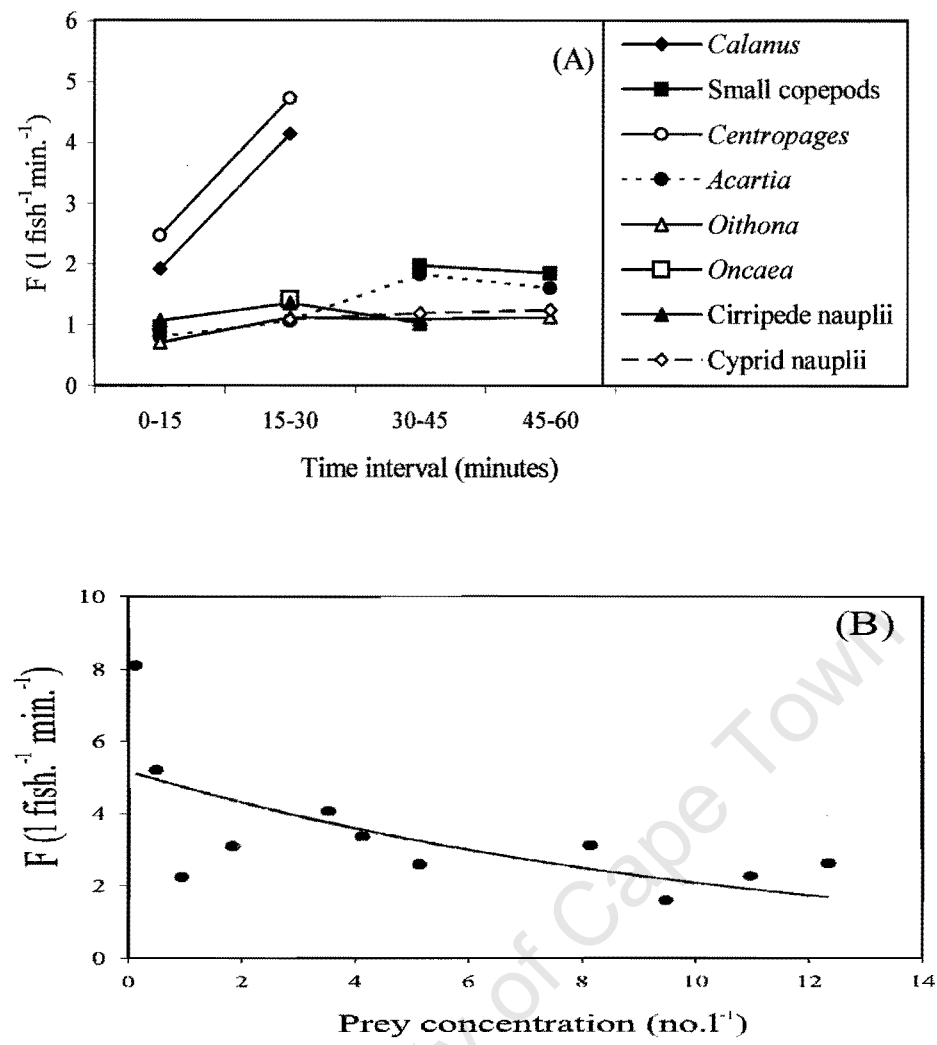 6
5
4
3
2
1
0
F (l fish⁻¹ min.⁻¹)
(A)
0-15 15-30 30-45 45-60
Time interval (minutes)
Calanus
Small copepods
Centropages
Acartia
Oithona
Oncaea
Cirripede nauplii
Cyprid nauplii
10
8
6
4
2
0
F (l fish.⁻¹ min.⁻¹)
(B)
0 2 4 6 8 10 12 14
Prey concentration (no.l⁻¹)
y of Cape Town